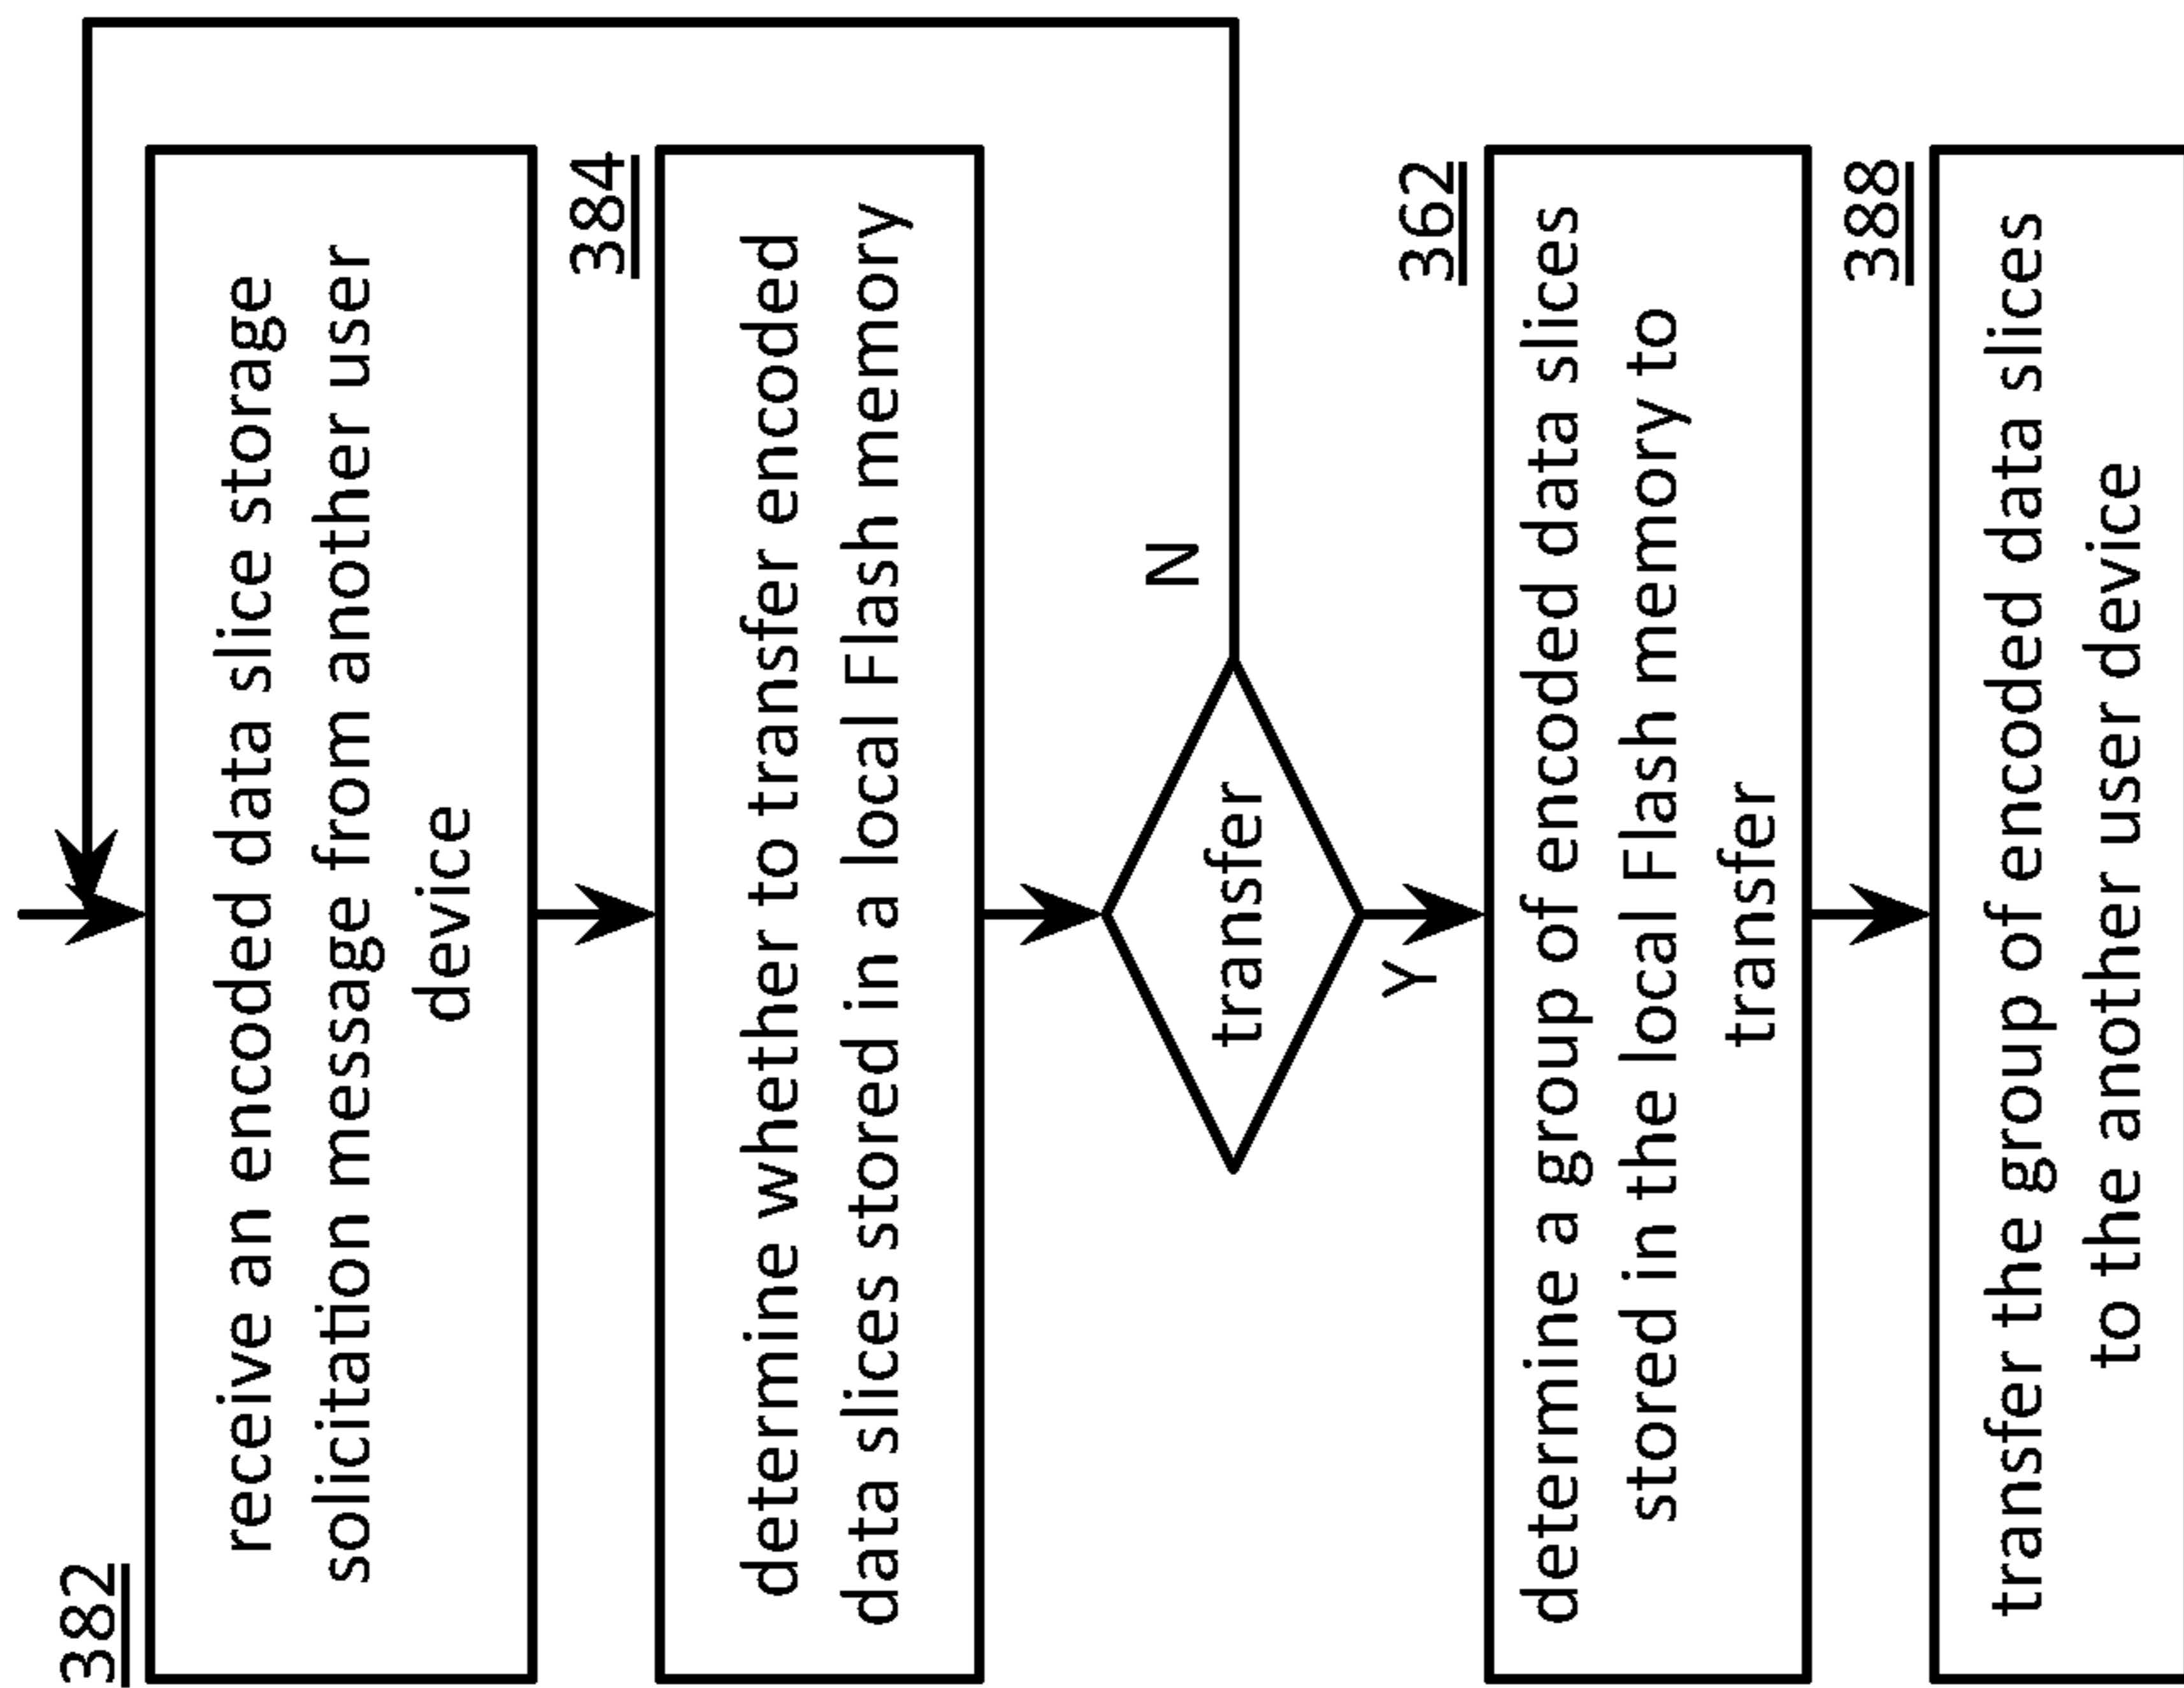 382
receive an encoded data slice storage
solicitation message from another user
device
384
determine whether to transfer encoded
data slices stored in a local Flash memory
transfer
N
Y
362
determine a group of encoded data slices
stored in the local Flash memory to
transfer
388
transfer the group of encoded data slices
to the another user device